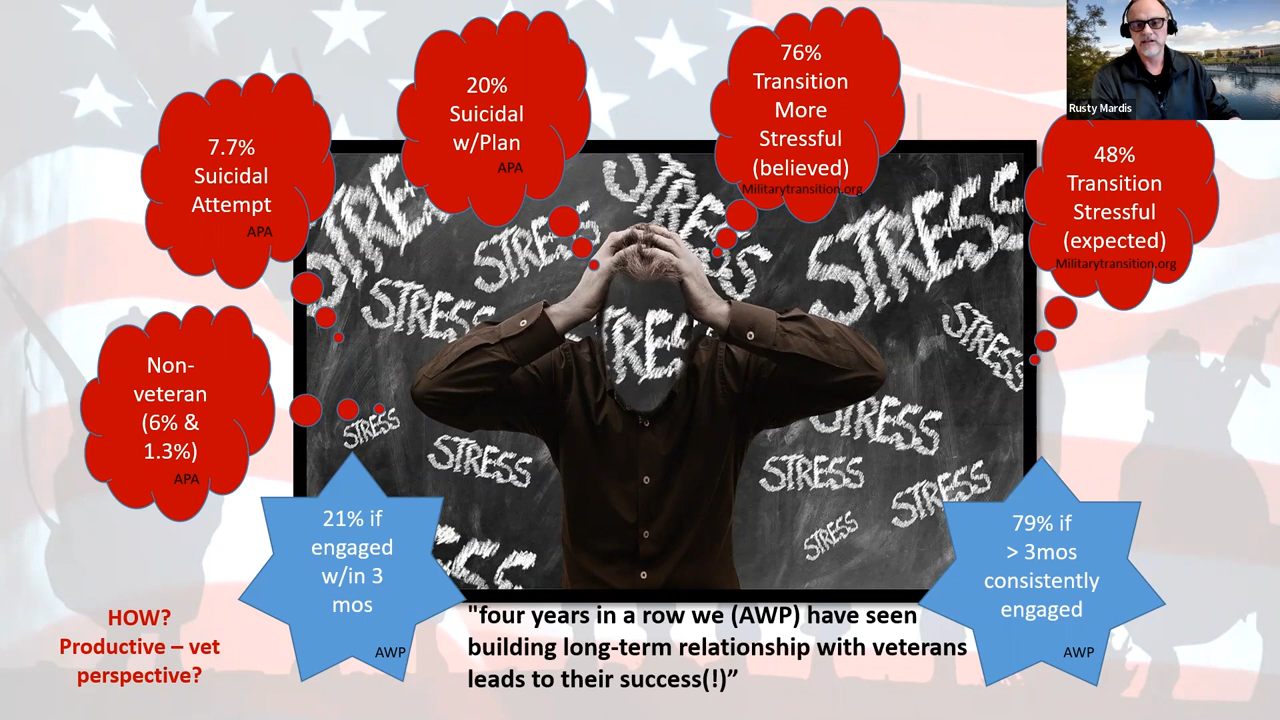 76%
Transition
More
Stressful
(believed)
Militarytransition.org
20%
Suicidal
w/Plan
APA
Rusty Mardis
7.7%
Suicidal
Attempt
APA
48%
Transition
Stressful
(expected)
Militarytransition.org
Non-
veteran
(6% &
1.3%)
APA
STRESS
STRESS
STRESS
STRESS
STRESS
STRESS
STRESS
STRESS
STRESS
STRESS
STRESS
21% if
engaged
w/in 3
mos
AWP
79% if
> 3mos
consistently
engaged
AWP
HOW?
Productive – vet
perspective?
"four years in a row we (AWP) have seen
building long-term relationship with veterans
leads to their success(!)”